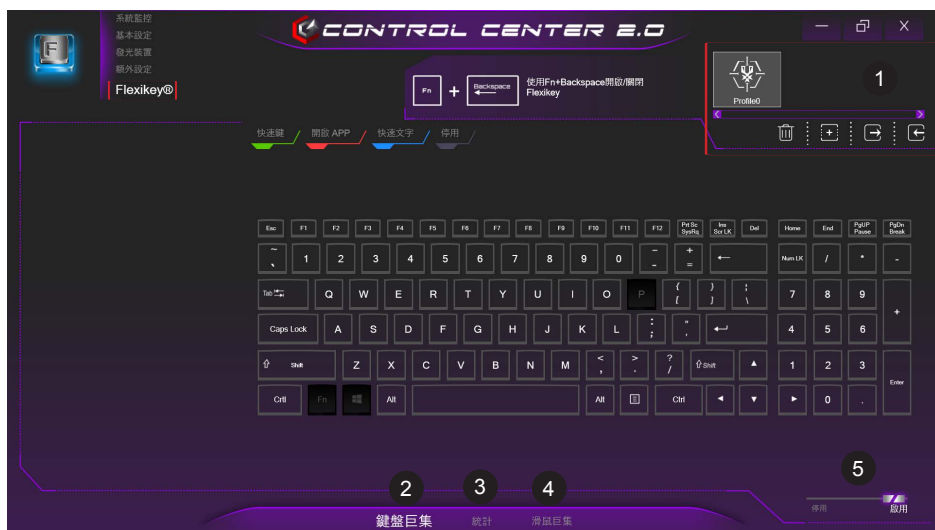 系統監控
基本設定
發光裝置
額外設定
Flexikey®
F
CONTROL CENTER 2.0
Fn + Backspace
使用Fn+Backspace開啟/關閉
Flexikey
Profile0
1
快速鍵 / 開啟 APP / 快速文字 / 停用 /
Esc F1 F2 F3 F4 F5 F6 F7 F8 F9 F10 F11 F12 Prt Sc SysRq Ins Scr LK Del Home End PgUP Pause PgDn Break
~ 、 1 2 3 4 5 6 7 8 9 0 - - + = ← Num LK / * -
Tab Q W E R T Y U I O P { [ } ] ¦ \ 7 8 9 +
Caps Lock A S D F G H J K L : ; " ' 4 5 6
Shift Z X C V B N M < , > . ? / Shift 1 2 3 Enter
Crtl Fn Alt Alt Ctrl 0 .
2 3 4
鍵盤巨集 統計 滑鼠巨集
5
停用 啟用